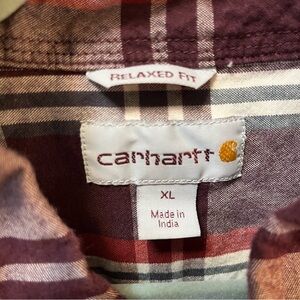 RELAXED FIT
carhartt
XL
Made in
India